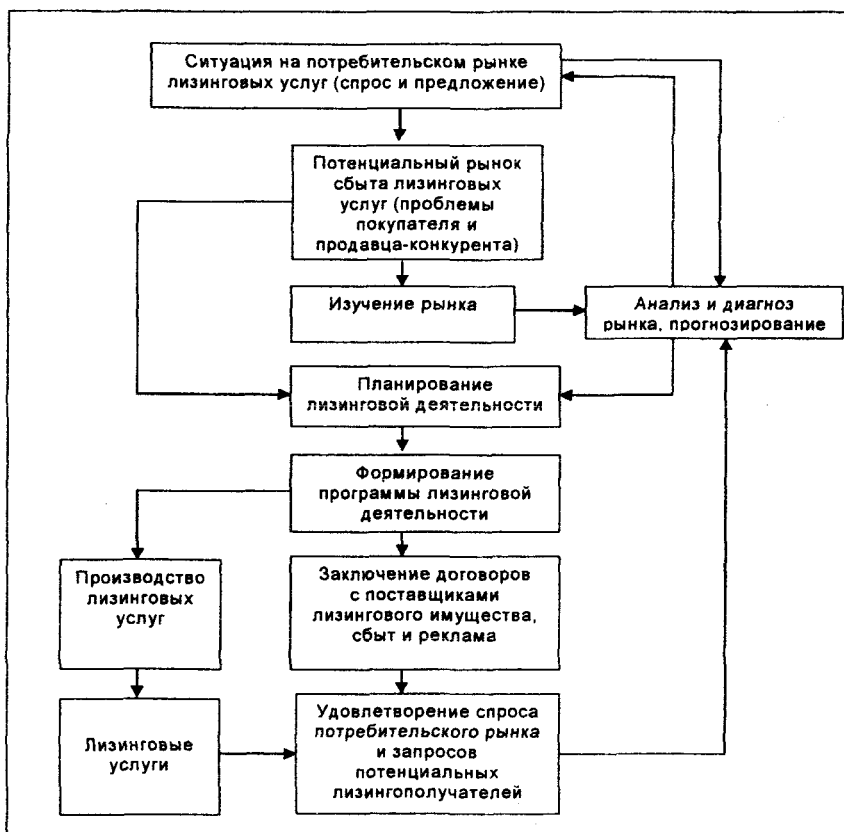 Ситуация на потребительском рынке
лизинговых услуг (спрос и предложение)
Потенциальный рынок
сбыта лизинговых
услуг (проблемы
покупателя и
продавца-конкурента)
Изучение рынка
Анализ и диагноз
рынка, прогнозирование
Планирование
лизинговой деятельности
Формирование
программы лизинговой
деятельности
Производство
лизинговых
услуг
Заключение договоров
с поставщиками
лизингового имущества,
сбыт и реклама
Лизинговые
услуги
Удовлетворение спроса
потребительского рынка
и запросов
потенциальных
лизингополучателей